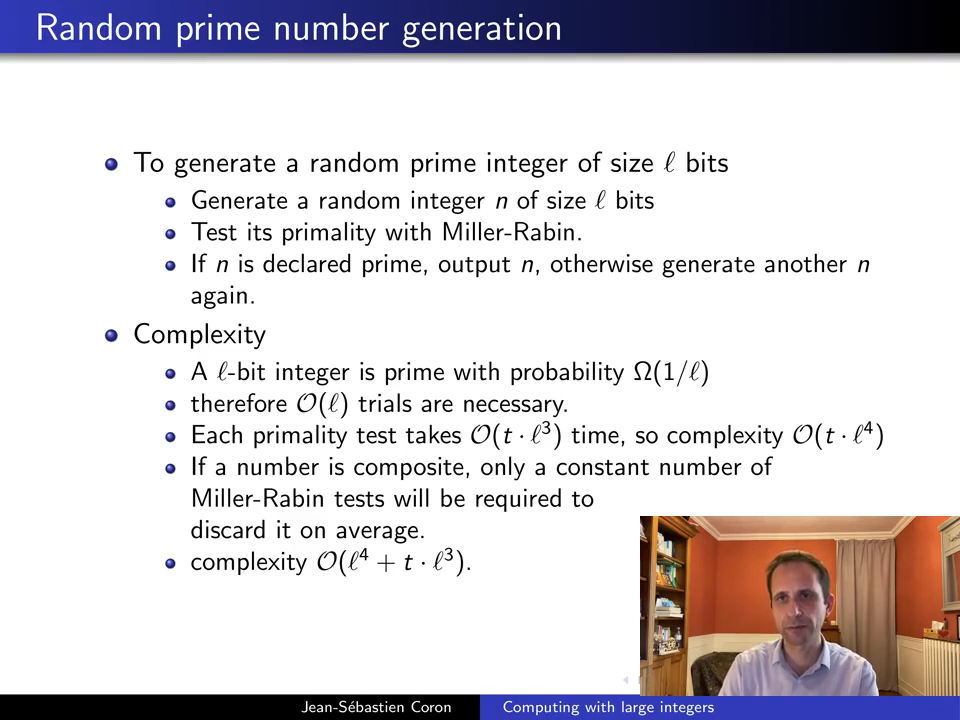 Random prime number generation
To generate a random prime integer of size ℓ bits
Generate a random integer n of size ℓ bits
Test its primality with Miller-Rabin.
If n is declared prime, output n, otherwise generate another n
again.
Complexity
A ℓ-bit integer is prime with probability Ω(1/ℓ)
therefore 𝒪(ℓ) trials are necessary.
Each primality test takes 𝒪(t · ℓ³) time, so complexity 𝒪(t · ℓ⁴)
If a number is composite, only a constant number of
Miller-Rabin tests will be required to
discard it on average.
complexity 𝒪(ℓ⁴ + t · ℓ³).
Jean-Sébastien Coron Computing with large integers